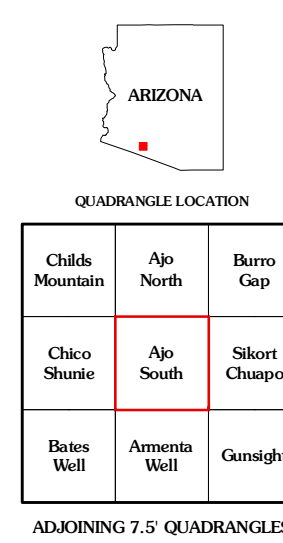 ARIZONA
QUADRANGLE LOCATION
Childs Mountain
Ajo North
Burro Gap
Chico Shunie
Ajo South
Sikort Chuapo
Bates Well
Armenta Well
Gunsight
ADJOINING 7.5' QUADRANGLES